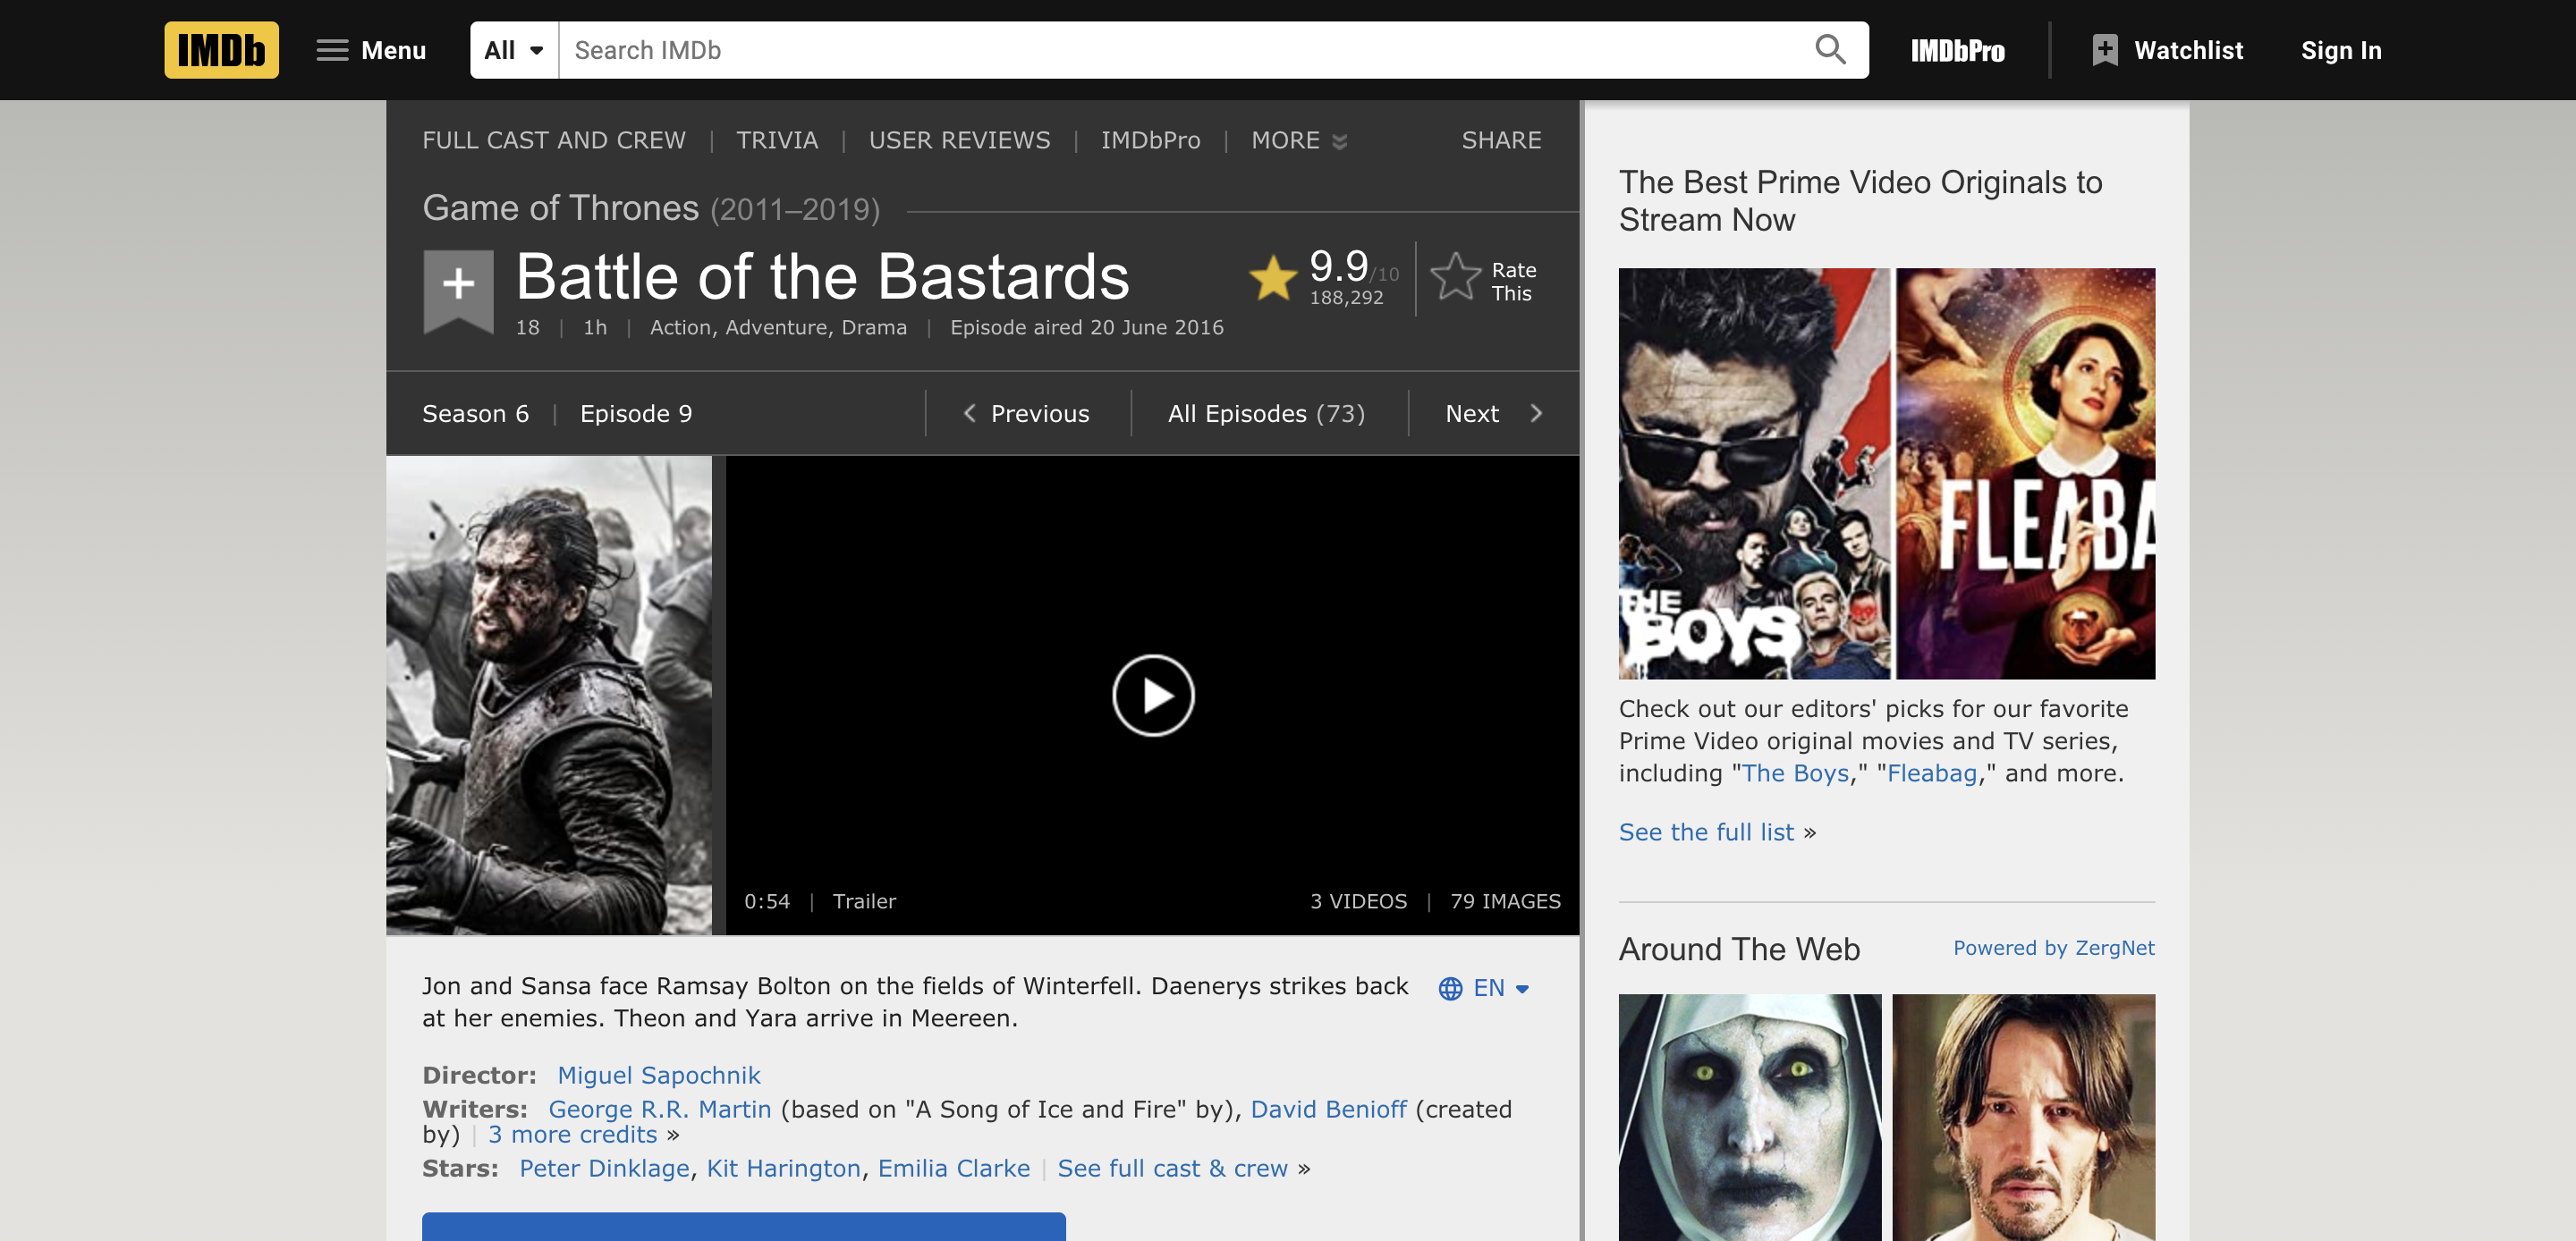 IMDb
Menu
All
Search IMDb
IMDbPro
Watchlist
Sign In
FULL CAST AND CREW | TRIVIA | USER REVIEWS | IMDbPro | MORE
SHARE
Game of Thrones (2011–2019)
+ Battle of the Bastards
9.9/10
188,292
Rate
This
18 | 1h | Action, Adventure, Drama | Episode aired 20 June 2016
Season 6 | Episode 9
Previous
All Episodes (73)
Next
0:54 | Trailer
3 VIDEOS | 79 IMAGES
Jon and Sansa face Ramsay Bolton on the fields of Winterfell. Daenerys strikes back
at her enemies. Theon and Yara arrive in Meereen.
EN
Director: Miguel Sapochnik
Writers: George R.R. Martin (based on "A Song of Ice and Fire" by), David Benioff (created
by) | 3 more credits »
Stars: Peter Dinklage, Kit Harington, Emilia Clarke | See full cast & crew »
The Best Prime Video Originals to
Stream Now
THE
BOYS
FLEABA
Check out our editors' picks for our favorite
Prime Video original movies and TV series,
including "The Boys," "Fleabag," and more.
See the full list »
Around The Web
Powered by ZergNet